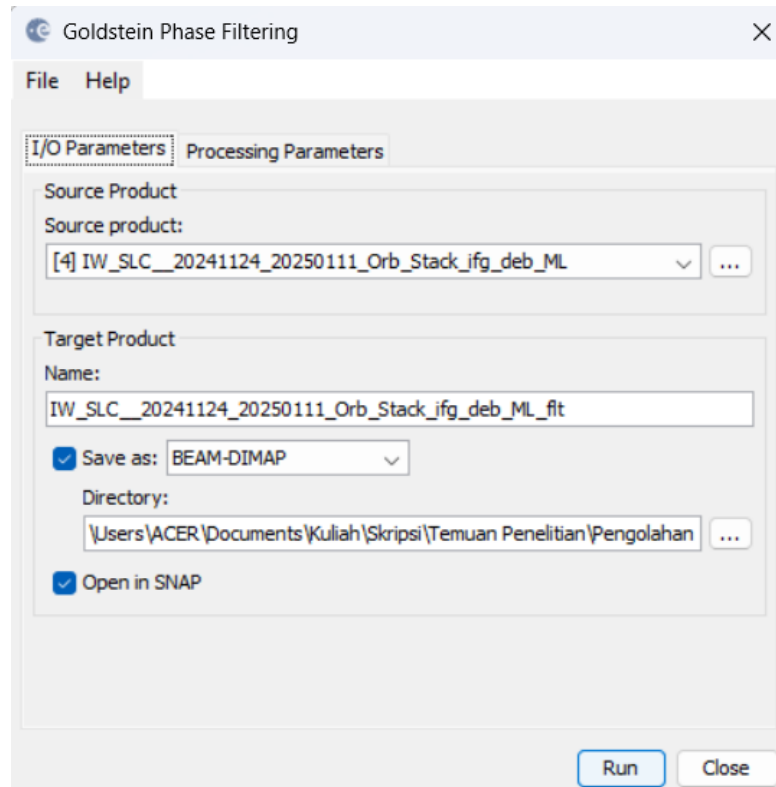 Goldstein Phase Filtering
File Help
I/O Parameters Processing Parameters
Source Product
Source product:
[4] IW_SLC__20241124_20250111_Orb_Stack_ifg_deb_ML
...
Target Product
Name:
IW_SLC__20241124_20250111_Orb_Stack_ifg_deb_ML_flt
Save as: BEAM-DIMAP
Directory:
\Users\ACER\Documents\Kuliah\Skripsi\Temuan Penelitian\Pengolahan
...
Open in SNAP
Run Close